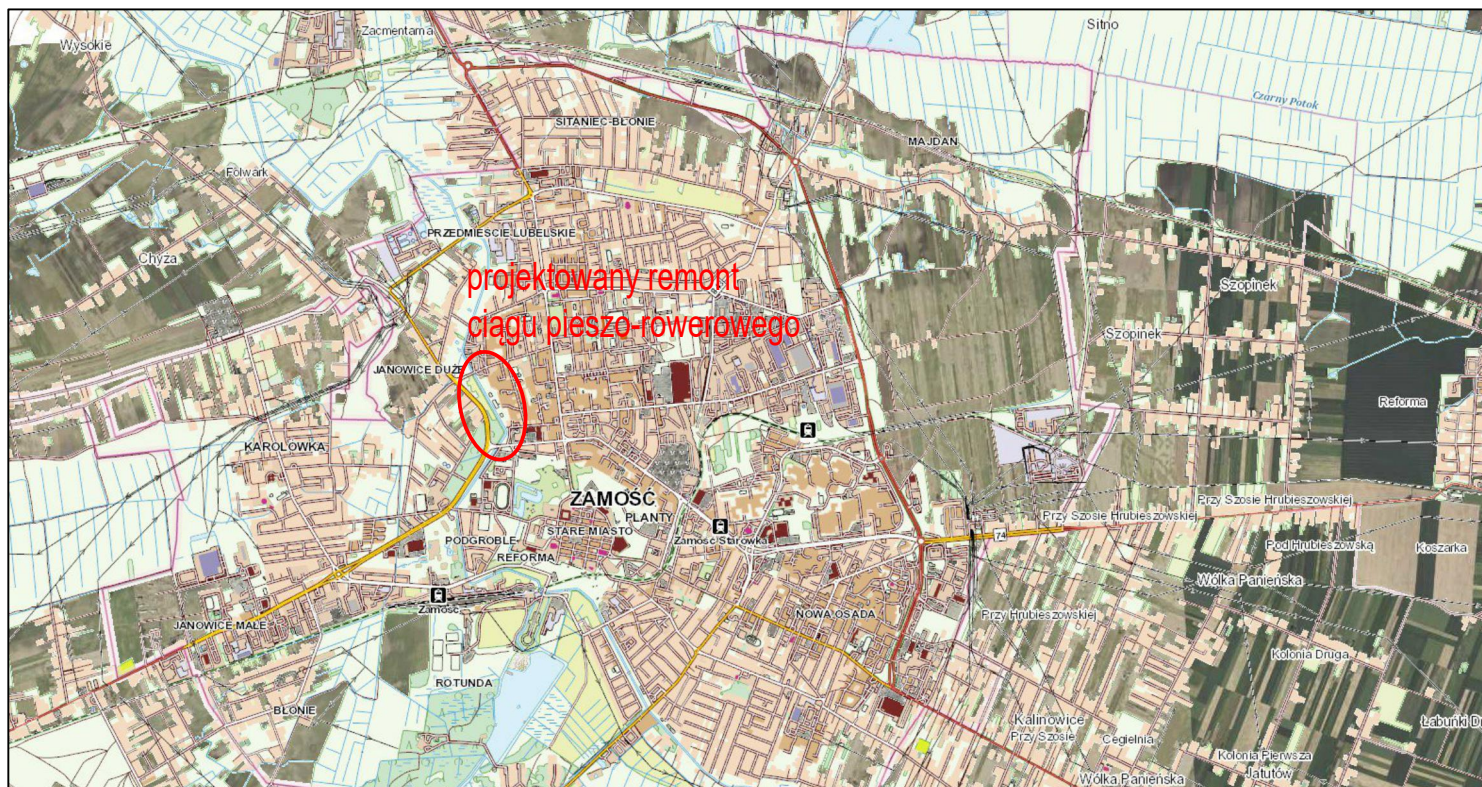 Sitno
Zacmentarna
Wysokie
Czarny Potok
SITANIEC-BŁONIE
MAJDAN
Folwark
PRZEDMIEŚCIE LUBELSKIE
Chyża
projektowany remont
ciągu pieszo-rowerowego
Szopinek
Szopinek
JANOWICE DUŻE
Reforma
KAROLÓWKA
ZAMOŚĆ
PLANTY
Przy Szosie Hrubieszowskiej
Przy Szosie Hrubieszowskiej
STARE MIASTO
Zamość Starówka
74
PODGROBLE-
REFORMA
Pod Hrubieszowską
Koszarka
Wólka Panieńska
Zamość
NOWA OSADA
Przy Hrubieszowskiej
JANOWICE MAŁE
Kolonia Druga
ROTUNDA
BŁONIE
Kalinowice
Przy Szosie
Cegielnia
Łabuńki D
Kolonia Pierwsza
Jatutów
Wólka Panieńska